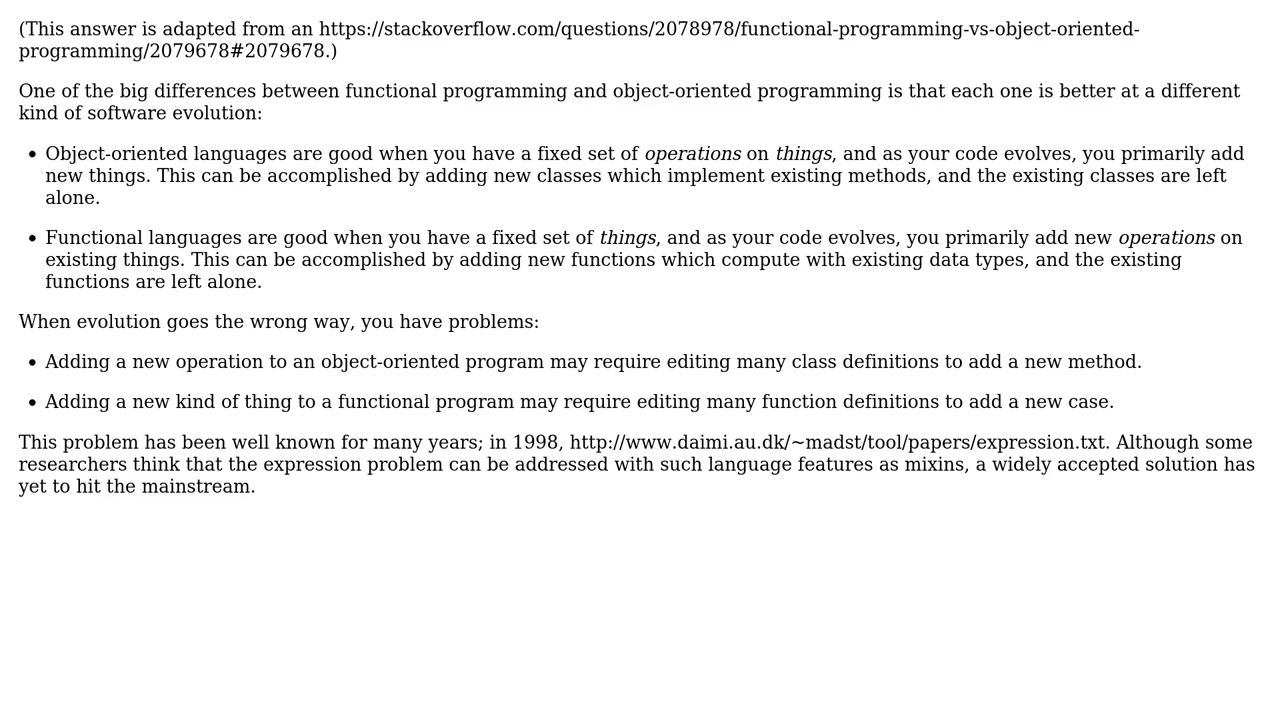 (This answer is adapted from an https://stackoverflow.com/questions/2078978/functional-programming-vs-object-oriented-
programming/2079678#2079678.)
One of the big differences between functional programming and object-oriented programming is that each one is better at a different
kind of software evolution:
• Object-oriented languages are good when you have a fixed set of operations on things, and as your code evolves, you primarily add
new things. This can be accomplished by adding new classes which implement existing methods, and the existing classes are left
alone.
• Functional languages are good when you have a fixed set of things, and as your code evolves, you primarily add new operations on
existing things. This can be accomplished by adding new functions which compute with existing data types, and the existing
functions are left alone.
When evolution goes the wrong way, you have problems:
• Adding a new operation to an object-oriented program may require editing many class definitions to add a new method.
• Adding a new kind of thing to a functional program may require editing many function definitions to add a new case.
This problem has been well known for many years; in 1998, http://www.daimi.au.dk/~madst/tool/papers/expression.txt. Although some
researchers think that the expression problem can be addressed with such language features as mixins, a widely accepted solution has
yet to hit the mainstream.